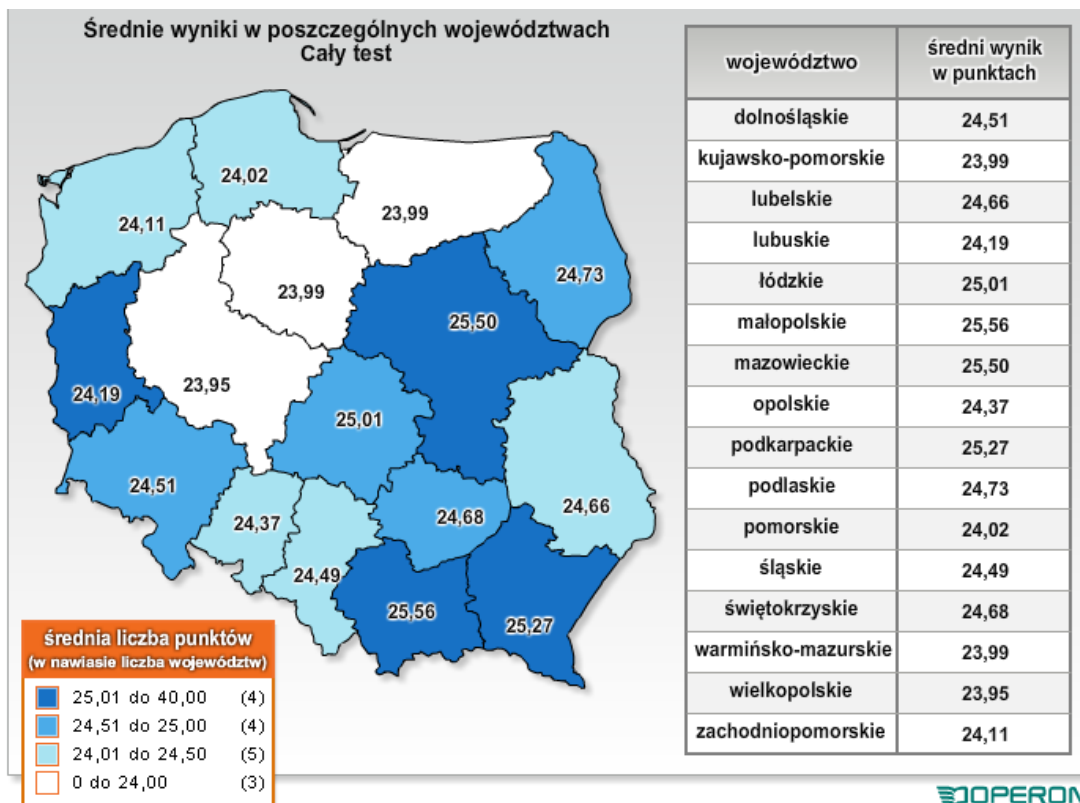 Średnie wyniki w poszczególnych województwach
Cały test
24,02
24,11
23,99
24,73
23,99
25,50
24,19
23,95
25,01
24,51
24,37
24,68
24,66
24,49
25,56
25,27
średnia liczba punktów
(w nawiasie liczba województw)
25,01 do 40,00 (4)
24,51 do 25,00 (4)
24,01 do 24,50 (5)
0 do 24,00 (3)
województwo średni wynik
w punktach
dolnośląskie 24,51
kujawsko-pomorskie 23,99
lubelskie 24,66
lubuskie 24,19
łódzkie 25,01
małopolskie 25,56
mazowieckie 25,50
opolskie 24,37
podkarpackie 25,27
podlaskie 24,73
pomorskie 24,02
śląskie 24,49
świętokrzyskie 24,68
warmińsko-mazurskie 23,99
wielkopolskie 23,95
zachodniopomorskie 24,11
OPERON